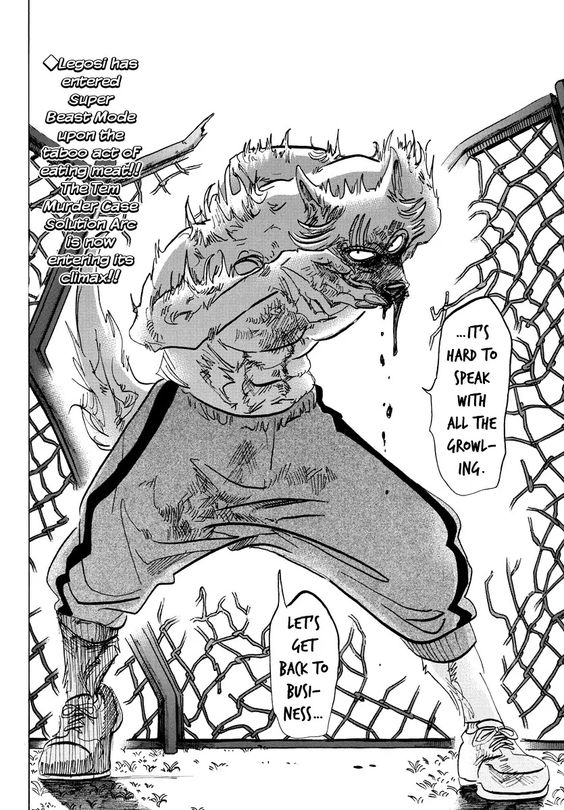 ◆Legosi has
entered
Super
Beast Mode
upon the
taboo act of
eating meat!!
The Tem
Murder Case
Solution Arc
is now
entering its
climax!!
...IT'S
HARD TO
SPEAK
WITH
ALL THE
GROWL-
ING.
LET'S
GET
BACK TO
BUSI-
NESS...